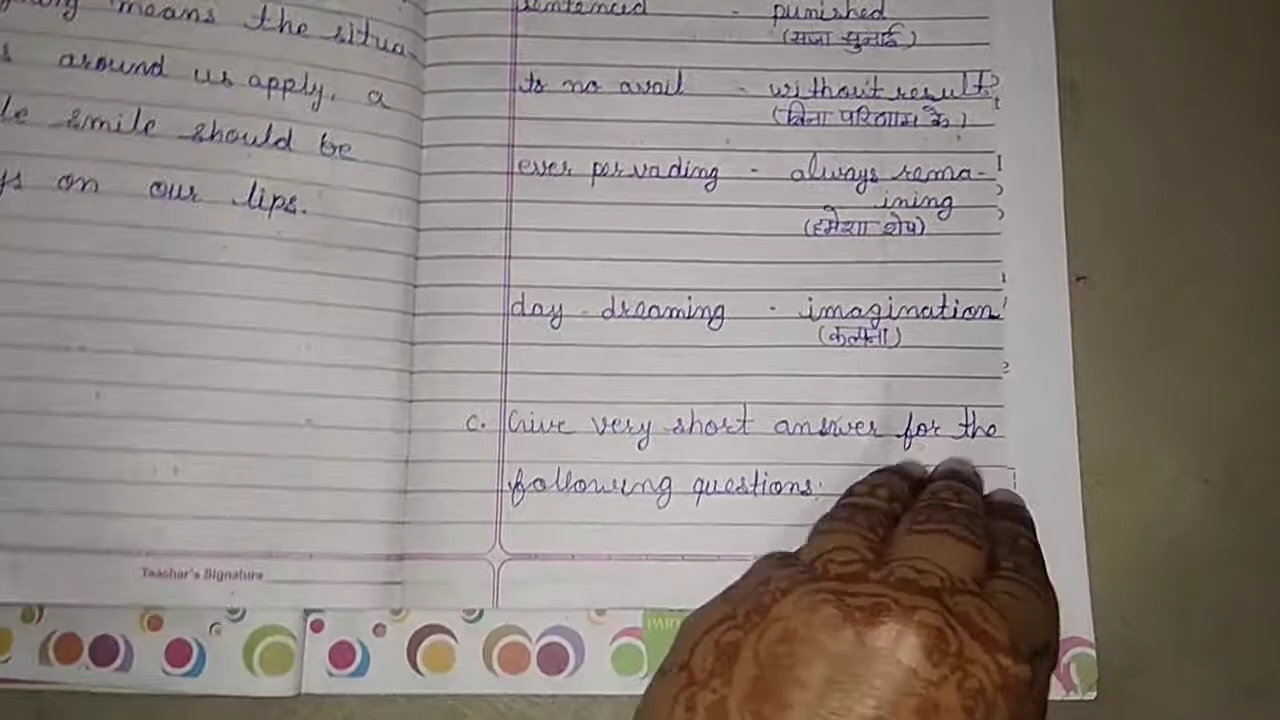 means the situa-
around us apply, a
smile should be
on our lips.
Teacher's Signature
sentenced - punished
(सजा सुनाई)
to no avail - without result
(बिना परिणाम के)
ever pervading - always rema-
ining
(हमेशा शेष)
day - dreaming - imagination
(कल्पना)
C. Give very short answer for the
following questions:
PART